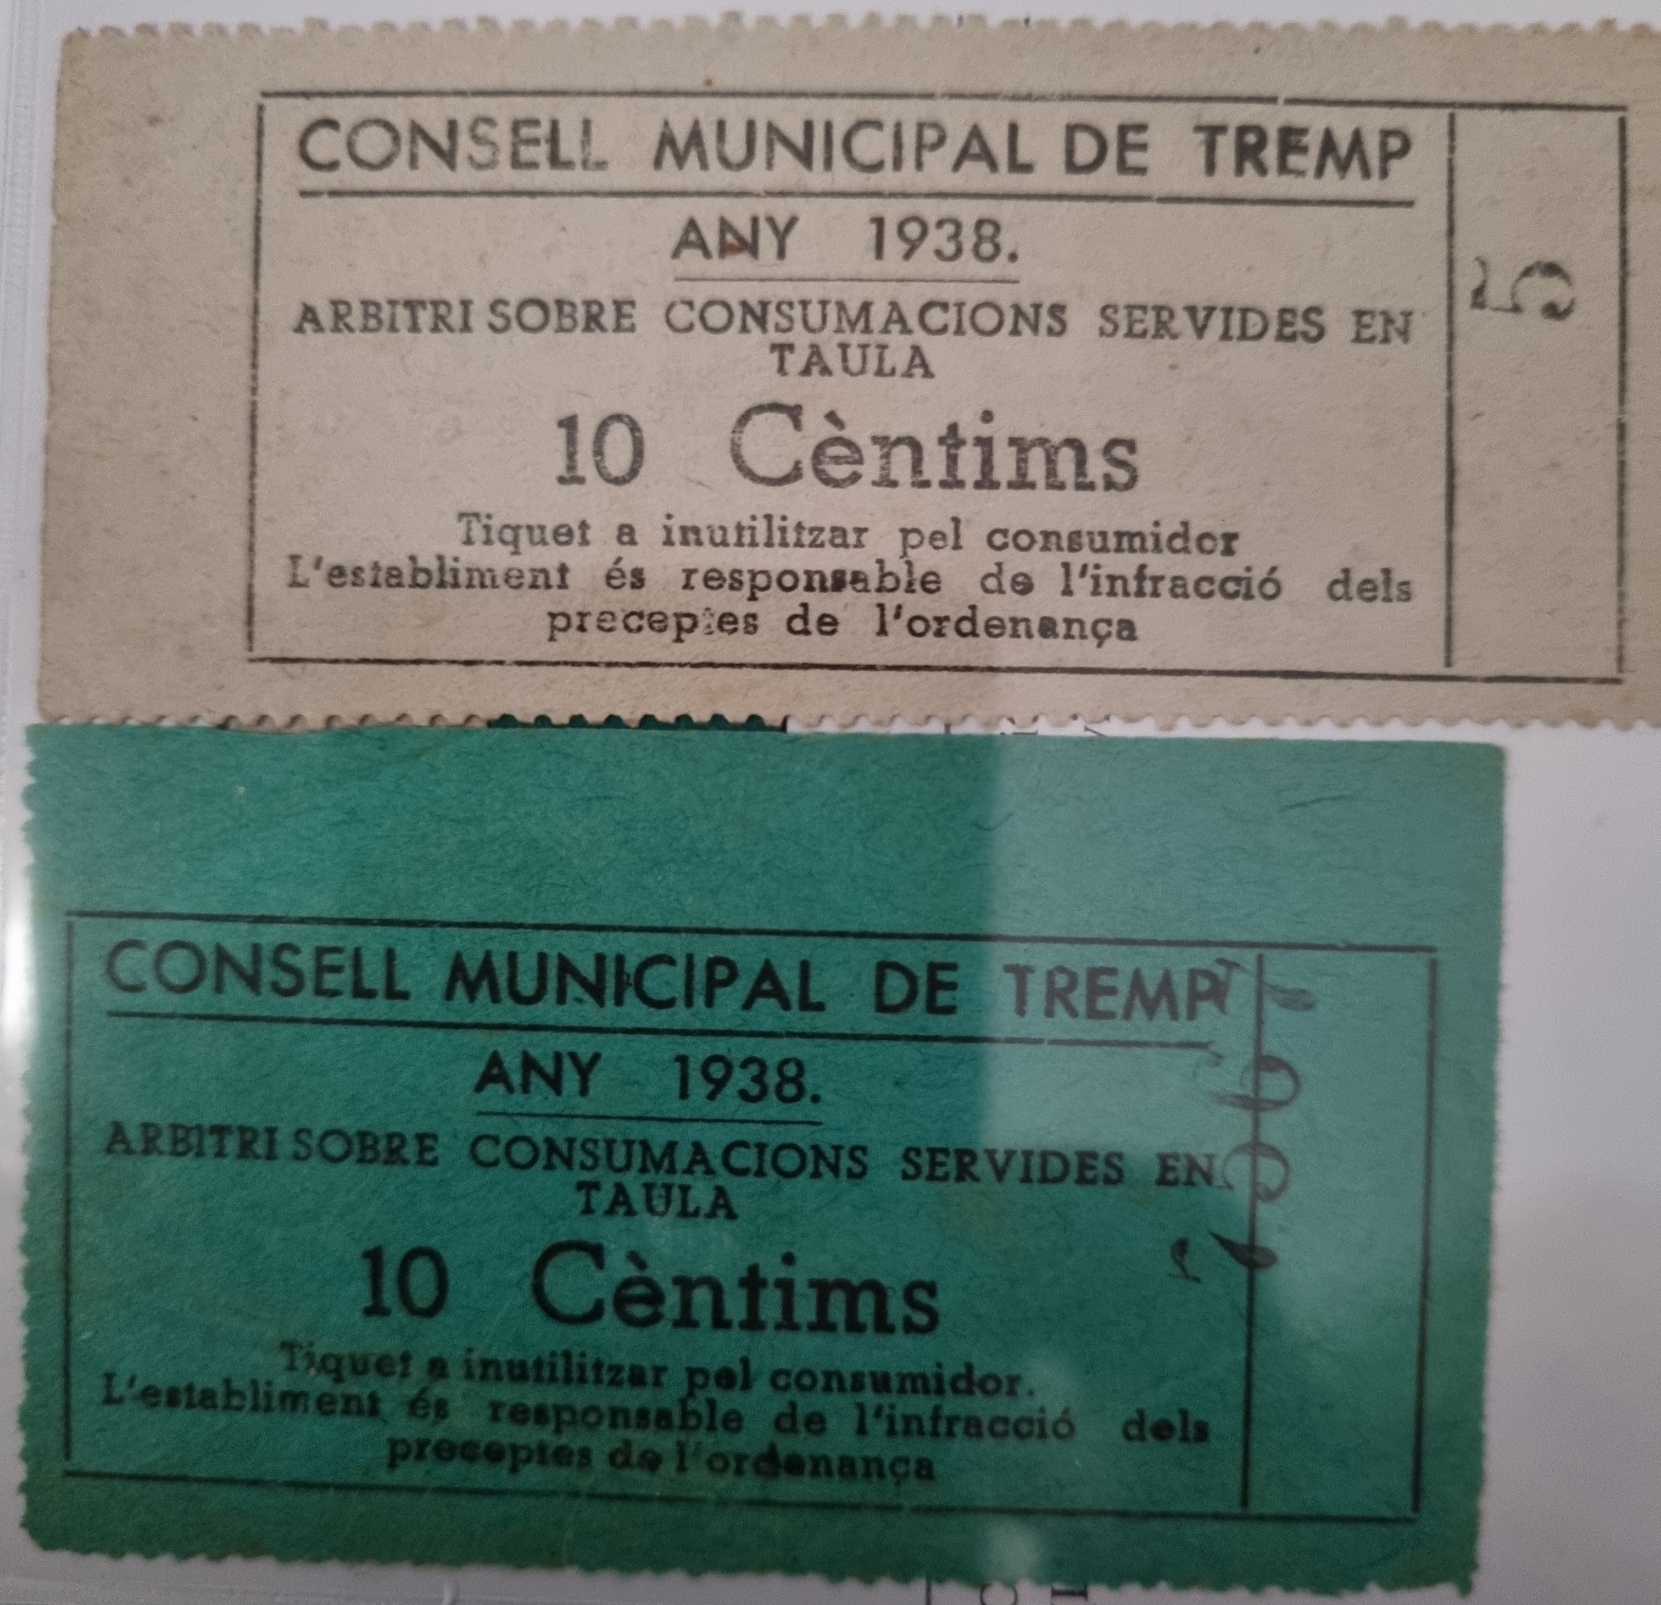 CONSELL MUNICIPAL DE TREMP
ANY 1938.
ARBITRI SOBRE CONSUMACIONS SERVIDES EN
TAULA
10 Cèntims
Tiquet a inutilitzar pel consumidor
L'establiment és responsable de l'infracció dels
preceptes de l'ordenança
5
CONSELL MUNICIPAL DE TREMP
ANY 1938.
ARBITRI SOBRE CONSUMACIONS SERVIDES EN
TAULA
10 Cèntims
Tiquet a inutilitzar pel consumidor.
L'establiment és responsable de l'infracció dels
preceptes de l'ordenança